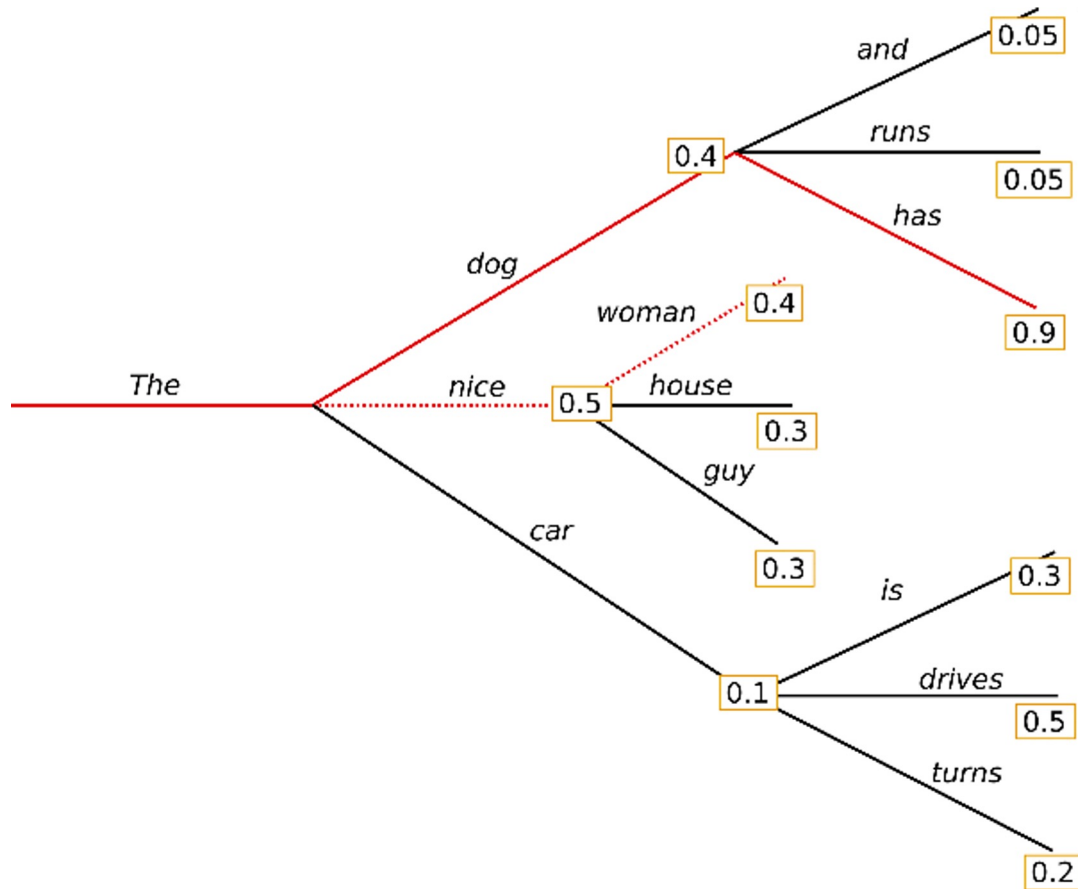 and
0.05
runs
0.4
0.05
has
dog
woman
0.4
0.9
The
nice
0.5
house
0.3
guy
car
0.3
is
0.3
0.1
drives
0.5
turns
0.2